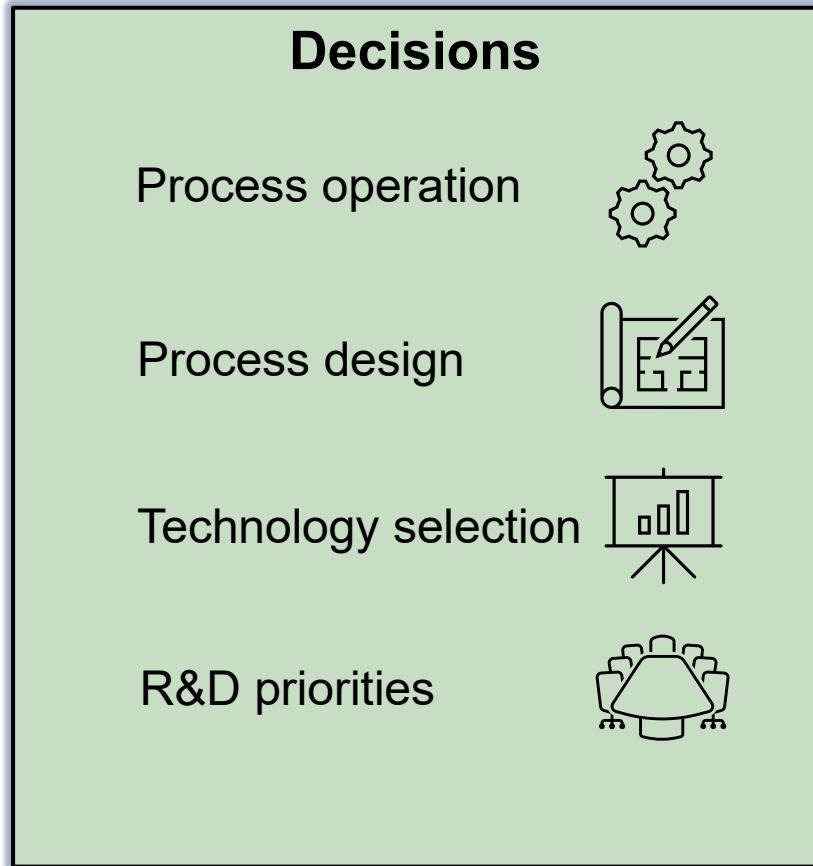 Decisions
Process operation
Process design
Technology selection
R&D priorities